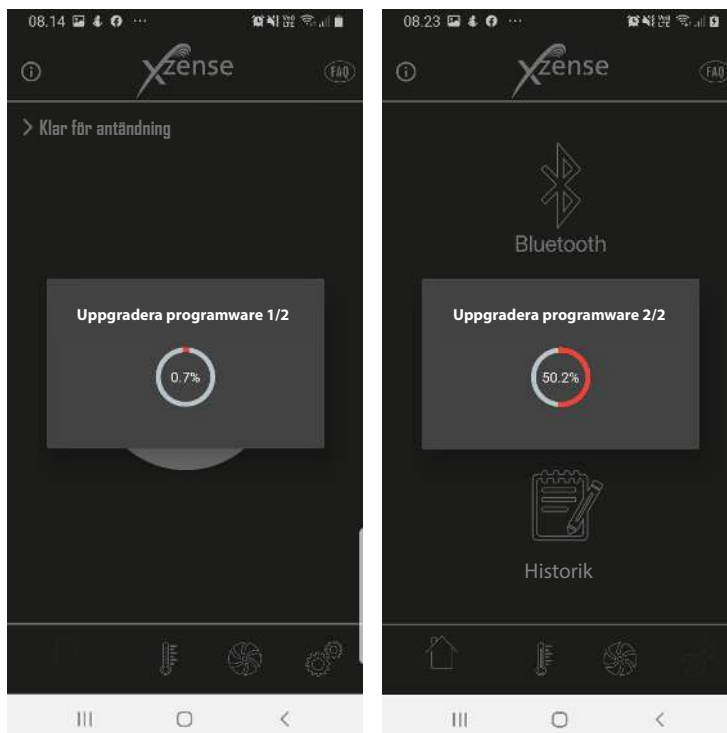 08.14
Xzense
FAQ
> Klar för antändning
Uppgradera programware 1/2
0.7%
08.23
Xzense
FAQ
Bluetooth
Uppgradera programware 2/2
50.2%
Historik